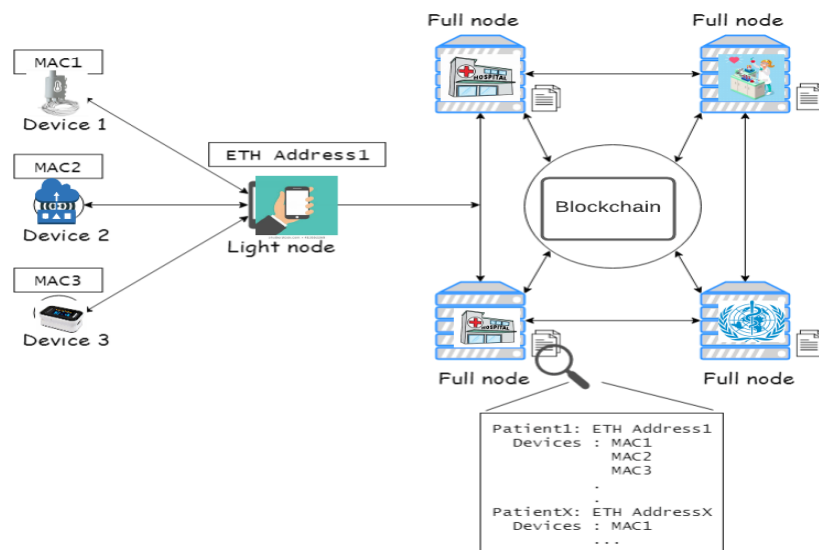 Full node
Full node
MAC1
Device 1
HOSPITAL
MAC2
Device 2
ETH Address1
Light node
Blockchain
MAC3
Device 3
HOSPITAL
Full node
Full node
Patient1: ETH Address1
Devices : MAC1
MAC2
MAC3
.
.
PatientX: ETH AddressX
Devices : MAC1
...